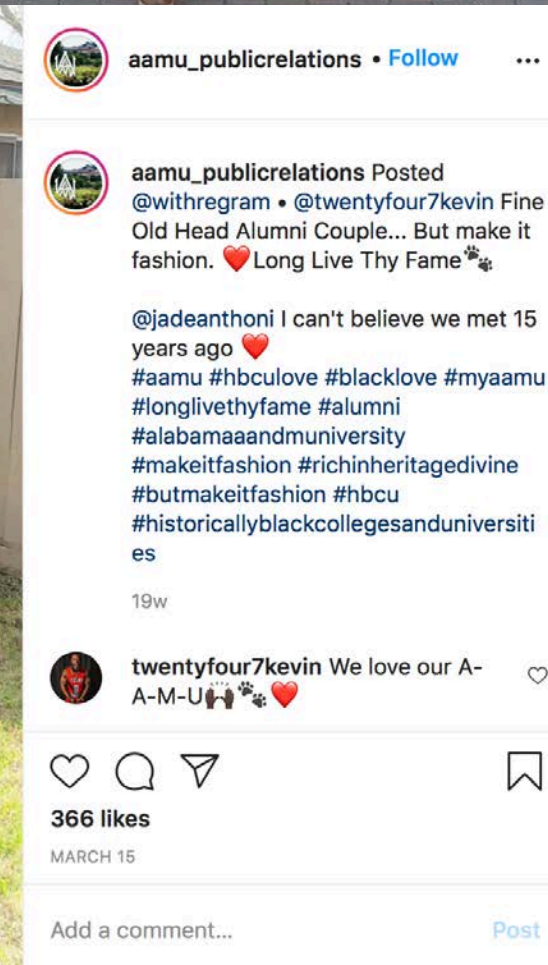 aamu_publicrelations • Follow
aamu_publicrelations Posted
@withregram • @twentyfour7kevin Fine
Old Head Alumni Couple... But make it
fashion. ❤️Long Live Thy Fame🐾
@jadeanthoni I can't believe we met 15
years ago ❤️
#aamu #hbculove #blacklove #myaamu
#longlivethyfame #alumni
#alabamaaandmuniversity
#makeitfashion #richinheritagedivine
#butmakeitfashion #hbcu
#historicallyblackcollegesanduniversiti
es
19w
twentyfour7kevin We love our A-
A-M-U🙌🏿🐾❤️
366 likes
MARCH 15
Add a comment... Post